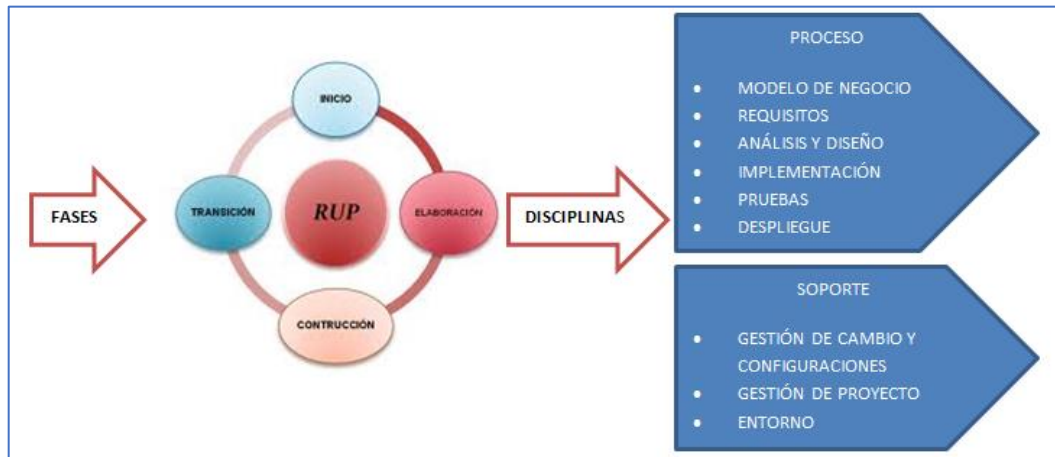 FASES
INICIO
TRANSICIÓN
RUP
ELABORACIÓN
CONTRUCCIÓN
DISCIPLINAS
PROCESO
• MODELO DE NEGOCIO
• REQUISITOS
• ANÁLISIS Y DISEÑO
• IMPLEMENTACIÓN
• PRUEBAS
• DESPLIEGUE
SOPORTE
• GESTIÓN DE CAMBIO Y
CONFIGURACIONES
• GESTIÓN DE PROYECTO
• ENTORNO